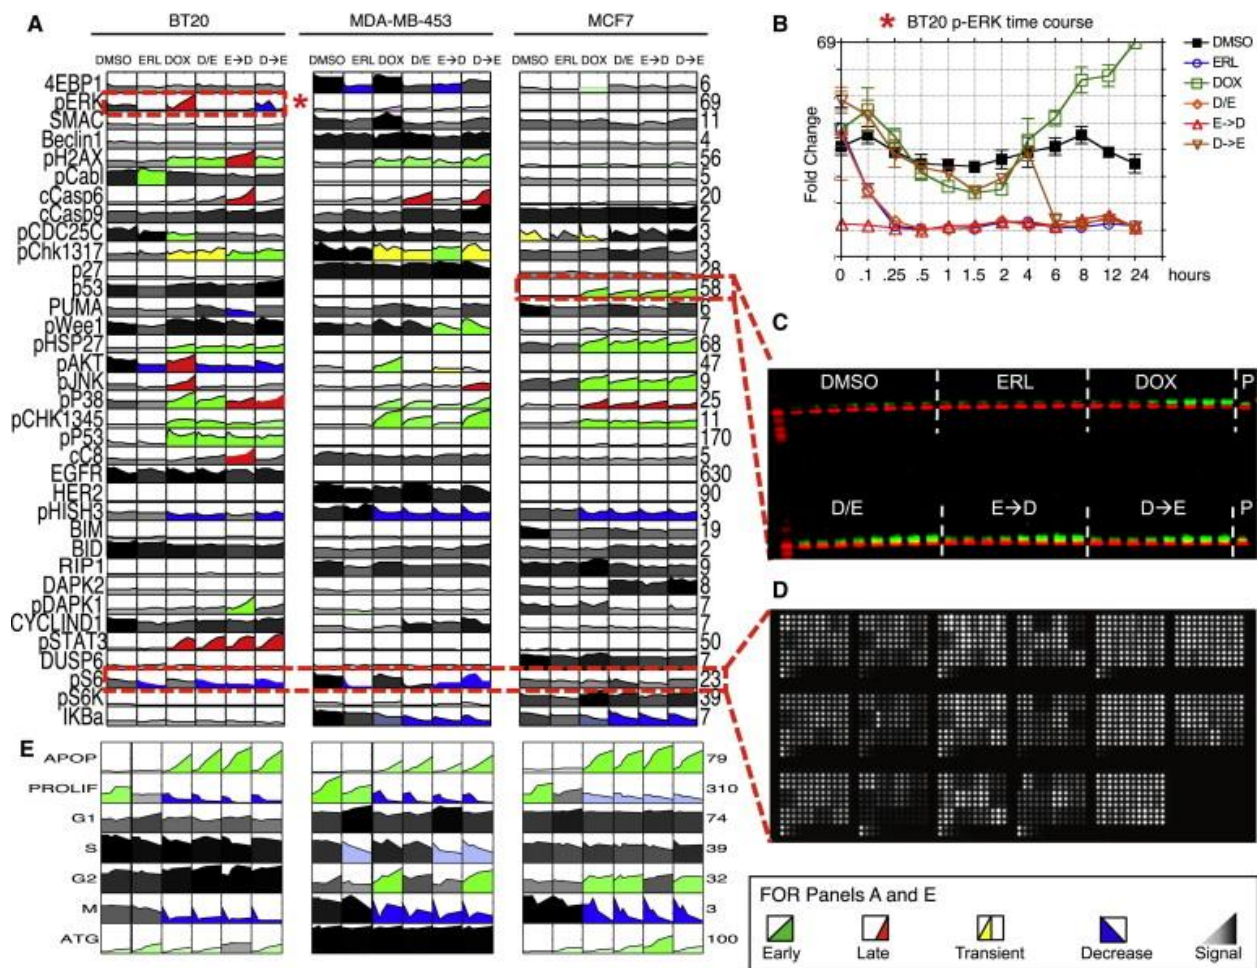 A
BT20
MDA-MB-453
MCF7
DMSO ERL DOX D/E E→D D→E
DMSO ERL DOX D/E E→D D→E
DMSO ERL DOX D/E E→D D→E
4EBP1 6
pERK * 69
SMAC 11
Beclin1 4
pH2AX 56
pCabl 5
cCasp6 20
cCasp9 2
pCDC25C 3
pChk1317 3
p27 28
p53 58
PUMA 6
pWee1 7
pHSP27 68
pAKT 47
pJNK 9
pP38 25
pCHK1345 11
pP53 170
cC8 5
EGFR 630
HER2 90
pHISH3 3
BIM 19
BID 2
RIP1 9
DAPK2 8
pDAPK1 7
CYCLIND1 7
pSTAT3 50
DUSP6 7
pS6 23
pS6K 39
IKBa 7
B
* BT20 p-ERK time course
69
Fold Change
0 .1 .25 .5 1 1.5 2 4 6 8 12 24 hours
DMSO
ERL
DOX
D/E
E->D
D->E
C
DMSO ERL DOX P
D/E E→D D→E P
D
E
APOP 79
PROLIF 310
G1 74
S 39
G2 32
M 3
ATG 100
FOR Panels A and E
Early Late Transient Decrease Signal